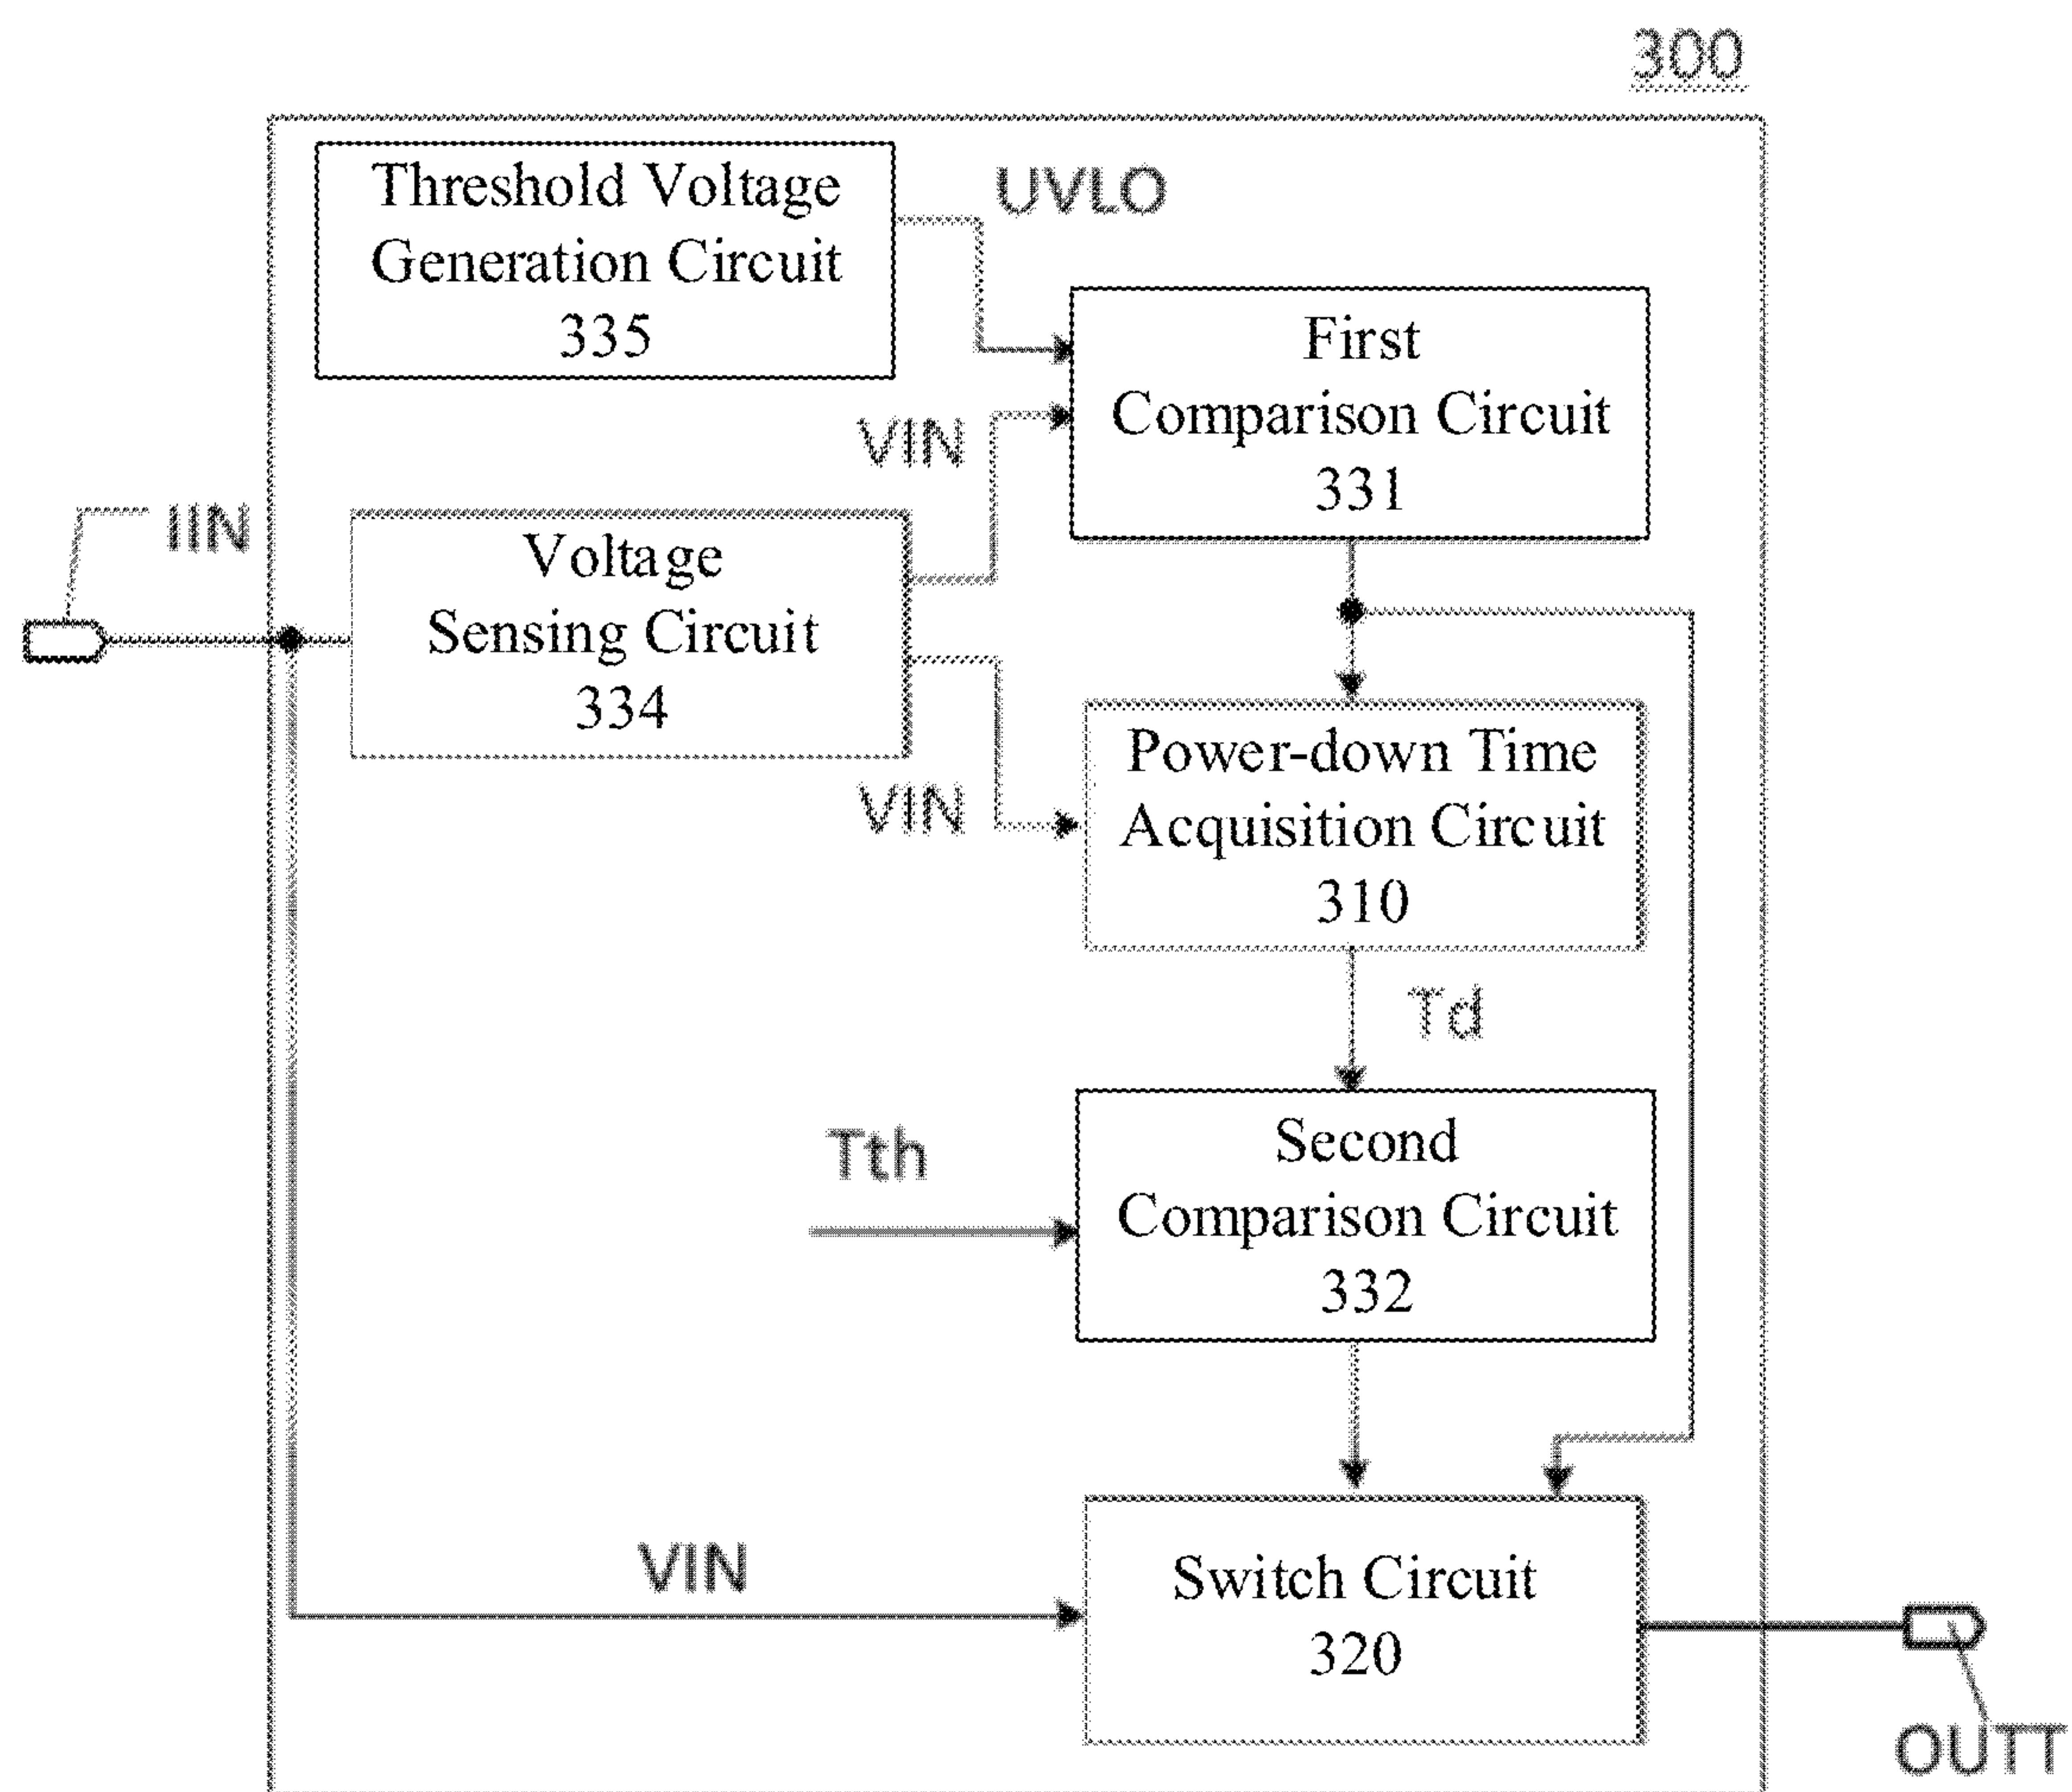 300
Threshold Voltage
Generation Circuit
335
UVLO
First
Comparison Circuit
331
VIN
IIN
Voltage
Sensing Circuit
334
VIN
Power-down Time
Acquisition Circuit
310
Td
Tth
Second
Comparison Circuit
332
VIN
Switch Circuit
320
OUTT